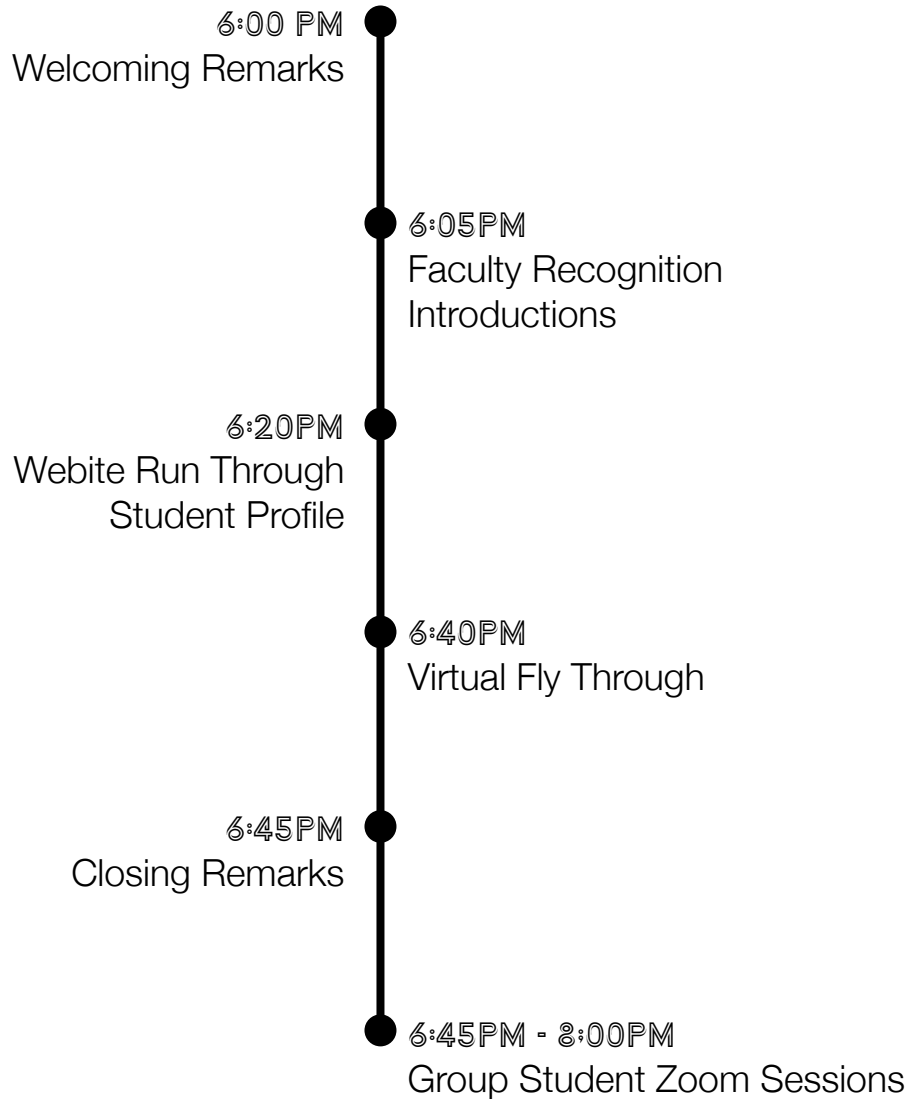 6:00 PM
Welcoming Remarks
6:05PM
Faculty Recognition
Introductions
6:20PM
Webite Run Through
Student Profile
6:40PM
Virtual Fly Through
6:45PM
Closing Remarks
6:45PM - 8:00PM
Group Student Zoom Sessions